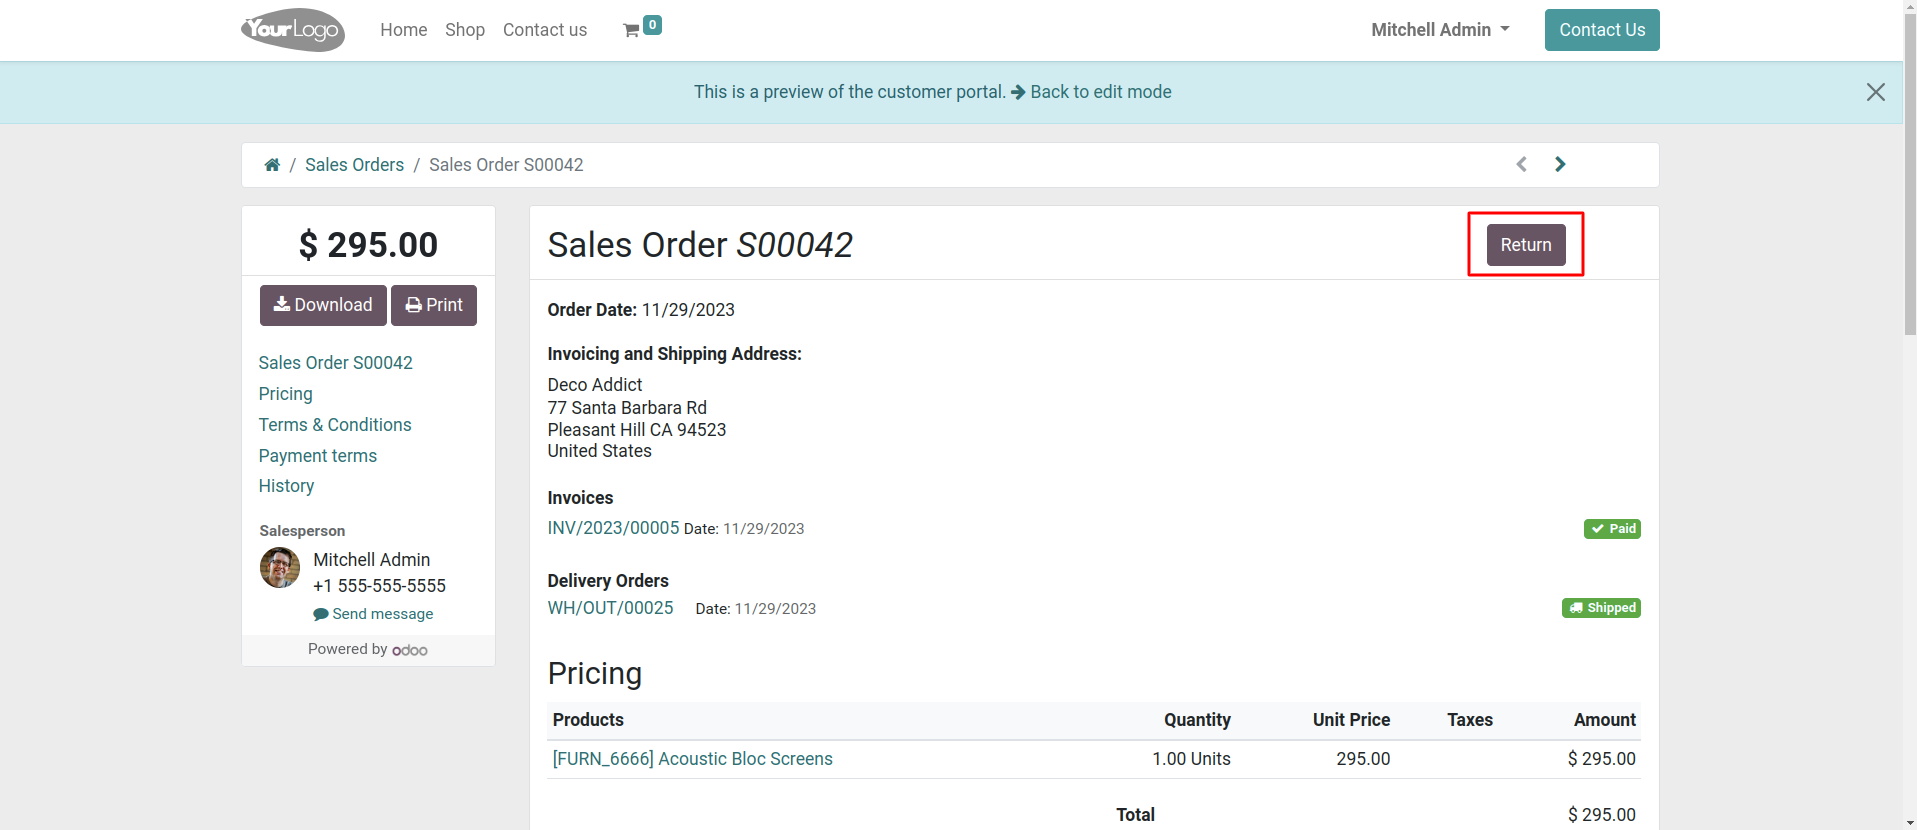 YourLogo Home Shop Contact us 0 Mitchell Admin Contact Us
This is a preview of the customer portal. Back to edit mode
/ Sales Orders / Sales Order S00042
$ 295.00
Download Print
Sales Order S00042
Pricing
Terms & Conditions
Payment terms
History
Salesperson
Mitchell Admin
+1 555-555-5555
Send message
Powered by odoo
Sales Order S00042 Return
Order Date: 11/29/2023
Invoicing and Shipping Address:
Deco Addict
77 Santa Barbara Rd
Pleasant Hill CA 94523
United States
Invoices
INV/2023/00005 Date: 11/29/2023 Paid
Delivery Orders
WH/OUT/00025 Date: 11/29/2023 Shipped
Pricing
Products Quantity Unit Price Taxes Amount
[FURN_6666] Acoustic Bloc Screens 1.00 Units 295.00 $ 295.00
Total $ 295.00